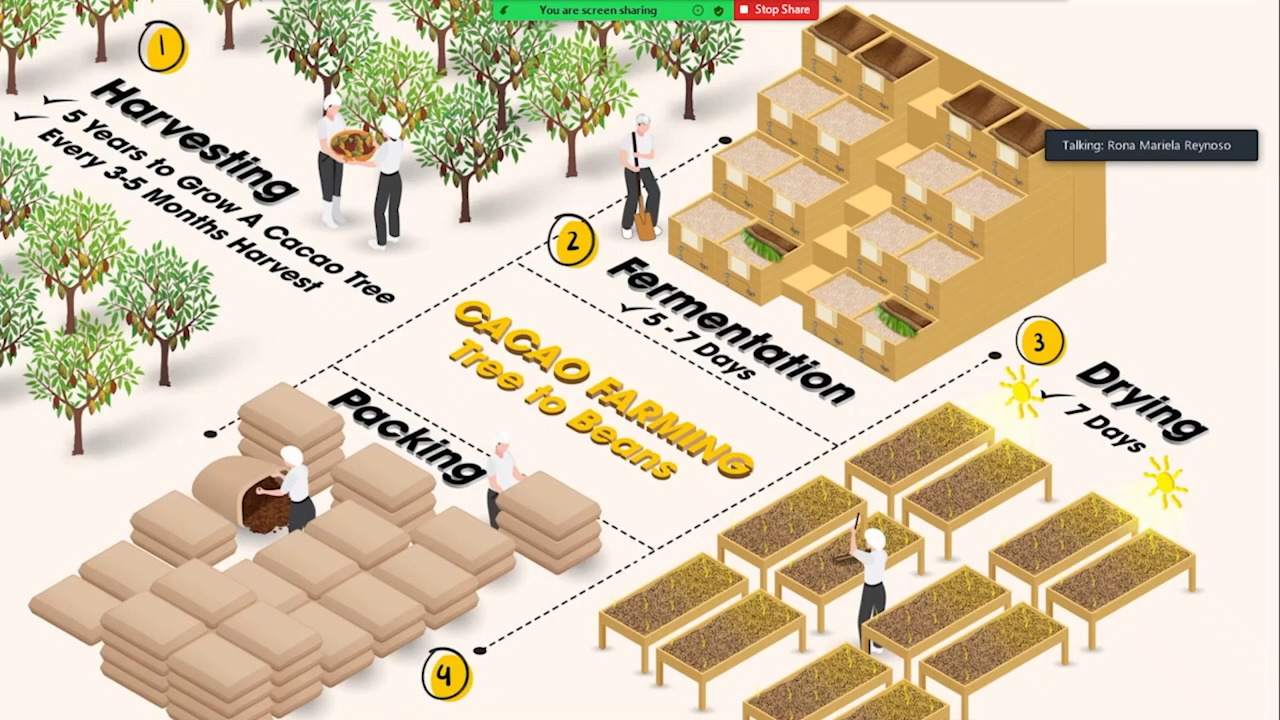 You are screen sharing
Stop Share
Talking: Rona Mariela Reynoso
1
Harvesting
5 Years to Grow A Cacao Tree
Every 3-5 Months Harvest
2
Fermentation
5 - 7 Days
3
Drying
7 Days
CACAO FARMING
Tree to Beans
Packing
4